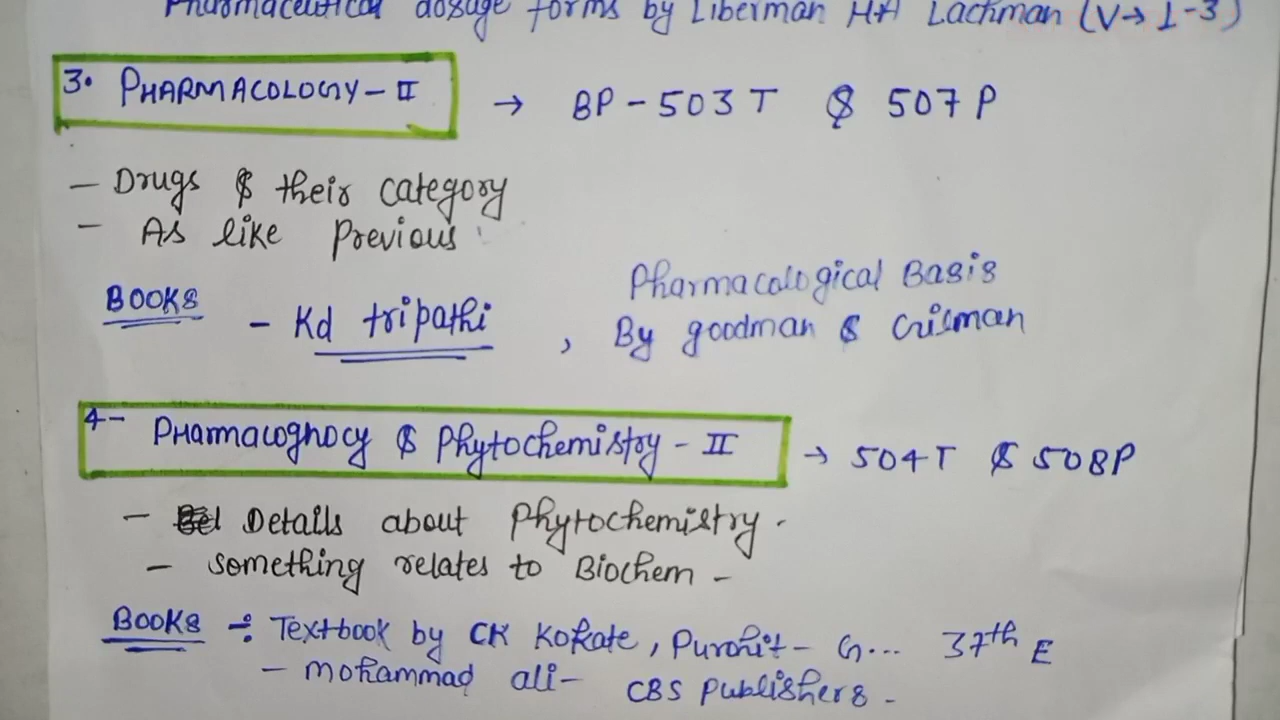 Pharmaceutical dosage forms by Liberman HA Lachman (V→ 1-3)
3. PHARMACOLOGY-II → BP-503T & 507P
- Drugs & their category
- As like Previous
BOOKS - Kd tripathi , Pharmacological Basis
By goodman & Crilman
4- Pharmacognocy & Phytochemistry-II → 504T & 508P
- Details about Phytochemistry.
- something relates to Biochem -
BOOKS ÷ Textbook by CK Kokate, Purohit- G... 37th E
- mohammad ali- CBS Publishers -